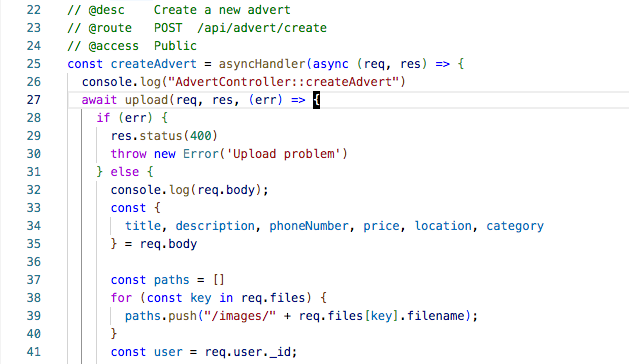 22 // @desc    Create a new advert
23 // @route   POST  /api/advert/create
24 // @access  Public
25 const createAdvert = asyncHandler(async (req, res) => {
26   console.log("AdvertController::createAdvert")
27   await upload(req, res, (err) => {
28     if (err) {
29       res.status(400)
30       throw new Error('Upload problem')
31     } else {
32       console.log(req.body);
33       const {
34         title, description, phoneNumber, price, location, category
35       } = req.body
36
37       const paths = []
38       for (const key in req.files) {
39         paths.push("/images/" + req.files[key].filename);
40       }
41       const user = req.user._id;